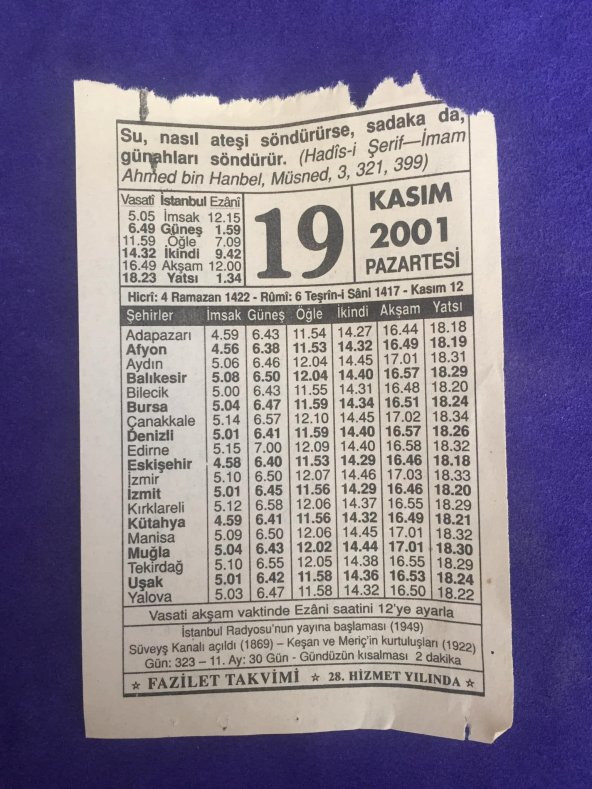 Su, nasıl ateşi söndürürse, sadaka da,
günahları söndürür. (Hadîs-i Şerif—İmam
Ahmed bin Hanbel, Müsned, 3, 321, 399)
Vasatî İstanbul Ezânî
5.05 İmsak 12.15
6.49 Güneş 1.59
11.59 Öğle 7.09
14.32 İkindi 9.42
16.49 Akşam 12.00
18.23 Yatsı 1.34
19
KASIM
2001
PAZARTESİ
Hicrî: 4 Ramazan 1422 - Rûmî: 6 Teşrîn-i Sâni 1417 - Kasım 12
Şehirler İmsak Güneş Öğle İkindi Akşam Yatsı
Adapazarı 4.59 6.43 11.54 14.27 16.44 18.18
Afyon 4.56 6.38 11.53 14.32 16.49 18.19
Aydın 5.06 6.46 12.04 14.45 17.01 18.31
Balıkesir 5.08 6.50 12.04 14.40 16.57 18.29
Bilecik 5.00 6.43 11.55 14.31 16.48 18.20
Bursa 5.04 6.47 11.59 14.34 16.51 18.24
Çanakkale 5.14 6.57 12.10 14.45 17.02 18.34
Denizli 5.01 6.41 11.59 14.40 16.57 18.26
Edirne 5.15 7.00 12.09 14.40 16.58 18.32
Eskişehir 4.58 6.40 11.53 14.29 16.46 18.18
İzmir 5.10 6.50 12.07 14.46 17.03 18.33
İzmit 5.01 6.45 11.56 14.29 16.46 18.20
Kırklareli 5.12 6.58 12.06 14.37 16.55 18.29
Kütahya 4.59 6.41 11.56 14.32 16.49 18.21
Manisa 5.09 6.50 12.06 14.45 17.01 18.32
Muğla 5.04 6.43 12.02 14.44 17.01 18.30
Tekirdağ 5.10 6.55 12.05 14.38 16.55 18.29
Uşak 5.01 6.42 11.58 14.36 16.53 18.24
Yalova 5.03 6.47 11.58 14.32 16.50 18.22
Vasati akşam vaktinde Ezâni saatini 12'ye ayarla
İstanbul Radyosu'nun yayına başlaması (1949)
Süveyş Kanalı açıldı (1869) – Keşan ve Meriç'in kurtuluşları (1922)
Gün: 323 – 11. Ay: 30 Gün - Gündüzün kısalması 2 dakika
☆ FAZİLET TAKVİMİ ☆ 28. HİZMET YILINDA ☆